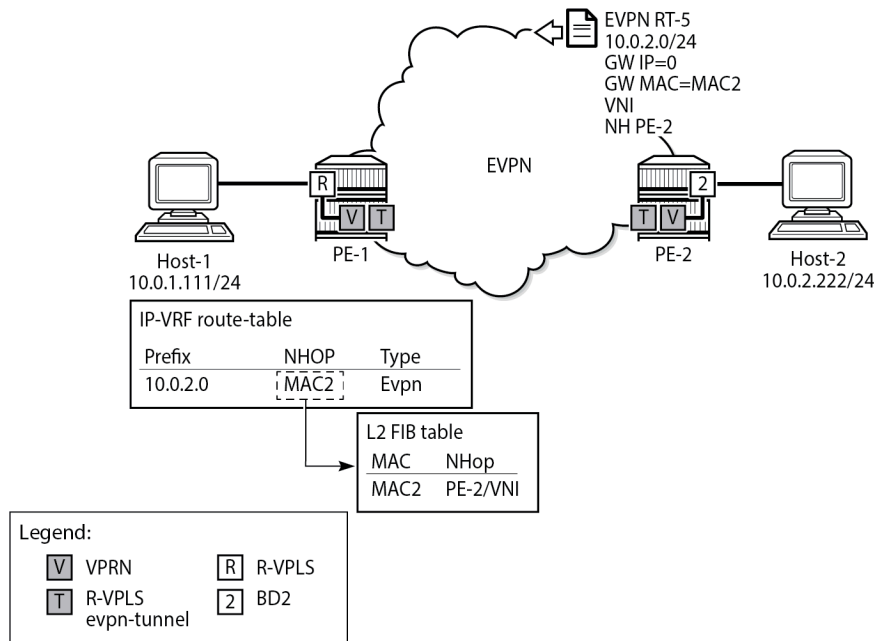 EVPN RT-5
10.0.2.0/24
GW IP=0
GW MAC=MAC2
VNI
NH PE-2
EVPN
R
V T
2
T V
PE-1
PE-2
Host-1
10.0.1.111/24
Host-2
10.0.2.222/24
IP-VRF route-table
Prefix NHOP Type
10.0.2.0 MAC2 Evpn
L2 FIB table
MAC NHop
MAC2 PE-2/VNI
Legend:
V VPRN
R R-VPLS
T R-VPLS
evpn-tunnel
2 BD2